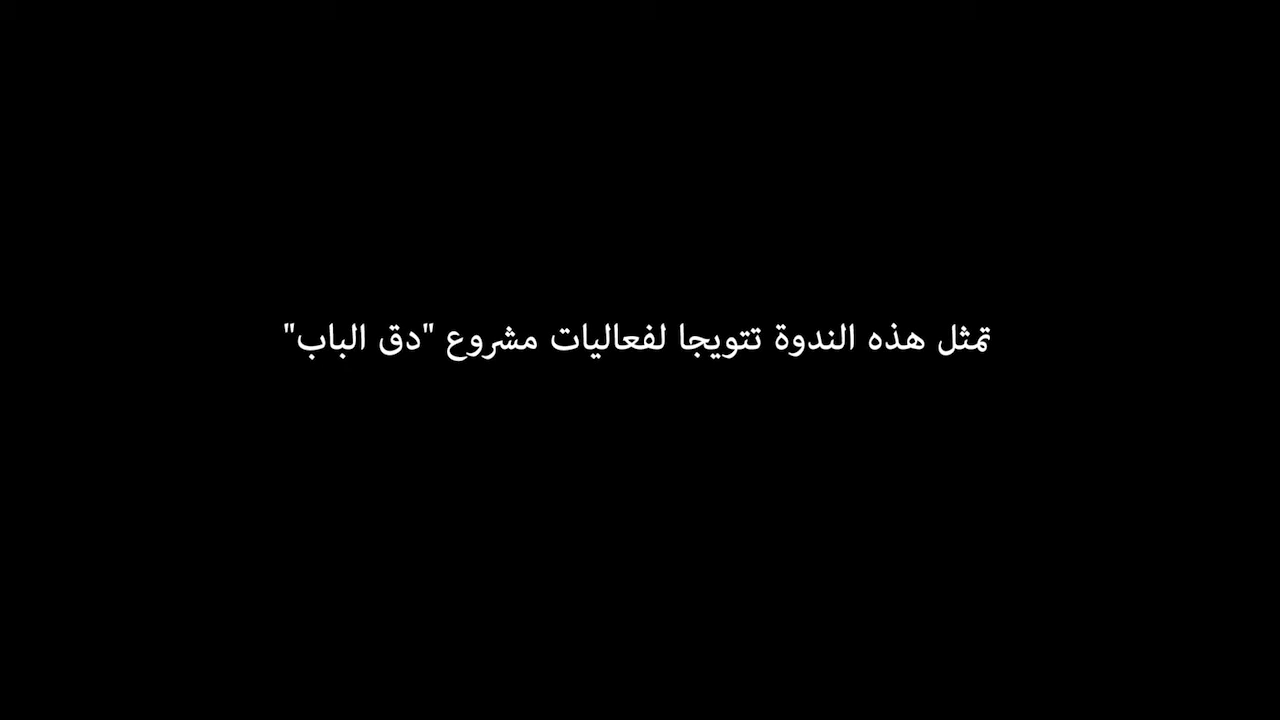 تمثل هذه الندوة تتويجا لفعاليات مشروع "دق الباب"